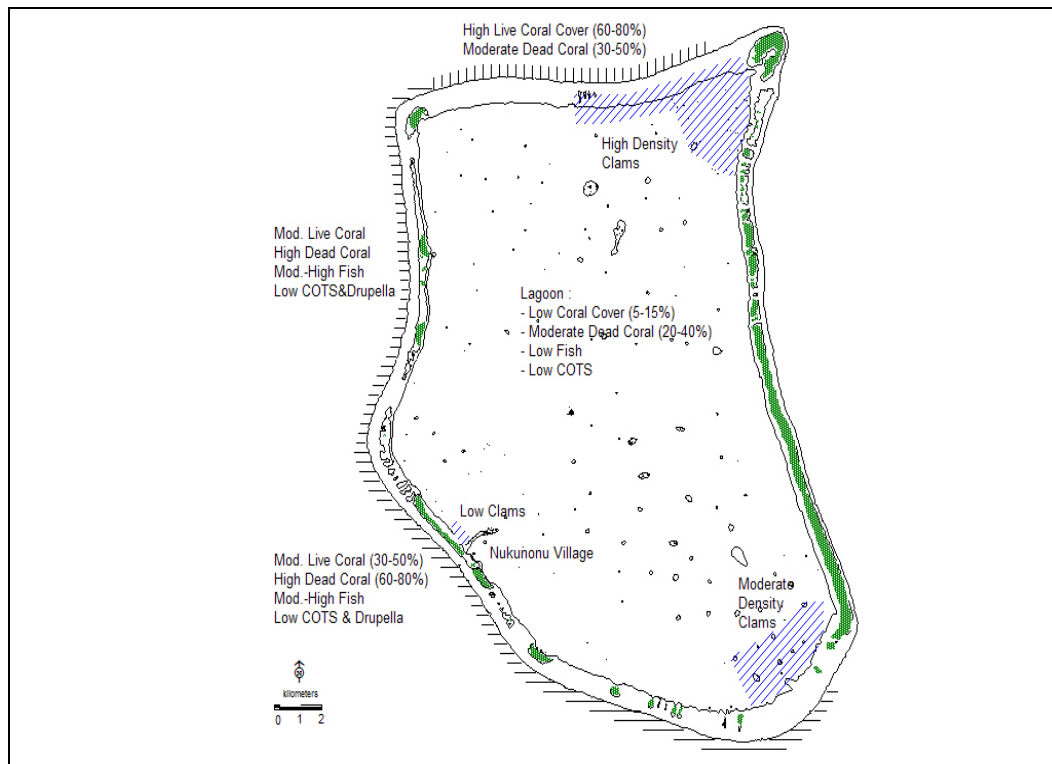 High Live Coral Cover (60-80%)
Moderate Dead Coral (30-50%)
High Density
Clams
Mod. Live Coral
High Dead Coral
Mod.-High Fish
Low COTS&Drupella
Lagoon :
- Low Coral Cover (5-15%)
- Moderate Dead Coral (20-40%)
- Low Fish
- Low COTS
Low Clams
Nukunonu Village
Mod. Live Coral (30-50%)
High Dead Coral (60-80%)
Mod.-High Fish
Low COTS & Drupella
Moderate
Density
Clams
kilometers
0 1 2